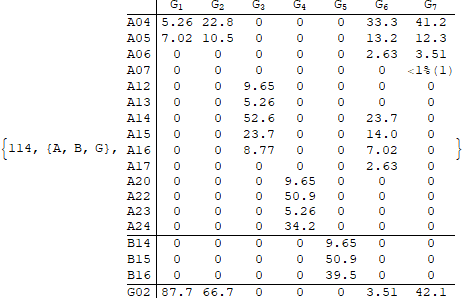 G₁ G₂ G₃ G₄ G₅ G₆ G₇
A04 5.26 22.8 0 0 0 33.3 41.2
A05 7.02 10.5 0 0 0 13.2 12.3
A06 0 0 0 0 0 2.63 3.51
A07 0 0 0 0 0 0 <1%(1)
A12 0 0 9.65 0 0 0 0
A13 0 0 5.26 0 0 0 0
A14 0 0 52.6 0 0 23.7 0
A15 0 0 23.7 0 0 14.0 0
{114, {A, B, G}, A16 0 0 8.77 0 0 7.02 0 }
A17 0 0 0 0 0 2.63 0
A20 0 0 0 9.65 0 0 0
A22 0 0 0 50.9 0 0 0
A23 0 0 0 5.26 0 0 0
A24 0 0 0 34.2 0 0 0
B14 0 0 0 0 9.65 0 0
B15 0 0 0 0 50.9 0 0
B16 0 0 0 0 39.5 0 0
G02 87.7 66.7 0 0 0 3.51 42.1